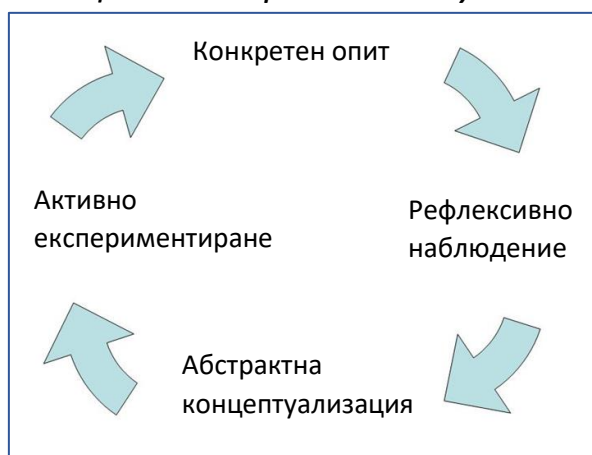 Конкретен опит
Активно
експериментиране
Рефлексивно
наблюдение
Абстрактна
концептуализация